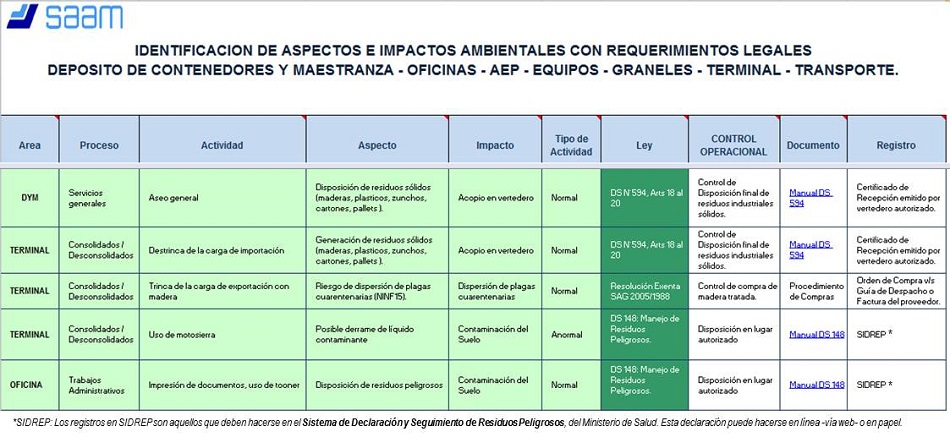 saam
IDENTIFICACION DE ASPECTOS E IMPACTOS AMBIENTALES CON REQUERIMIENTOS LEGALES
DEPOSITO DE CONTENEDORES Y MAESTRANZA - OFICINAS - AEP - EQUIPOS - GRANELES - TERMINAL - TRANSPORTE.
Area
Proceso
Actividad
Aspecto
Impacto
Tipo de
Actividad
Ley
CONTROL
OPERACIONAL
Documento
Registro
DYM
Servicios
generales
Aseo general
Disposición de residuos sólidos
(maderas, plasticos, zunchos,
cartones, pallets ).
Acopio en vertedero
Normal
DS N°594, Arts 18 al
20
Control de
Disposición final de
residuos industriales
sólidos.
Manual DS
594
Certificado de
Recepción emitido por
vertedero autorizado.
TERMINAL
Consolidados /
Desconsolidados
Destrinca de la carga de importación
Generación de residuos sólidos
(maderas, plasticos, zunchos,
cartones, pallets ).
Acopio en vertedero
Normal
DS N°594, Arts 18 al
20
Control de
Disposición final de
residuos industriales
sólidos.
Manual DS
594
Certificado de
Recepción emitido por
vertedero autorizado.
TERMINAL
Consolidados /
Desconsolidados
Trinca de la carga de exportación con
madera
Riesgo de dispersión de plagas
cuarentenarias (NINF15).
Dispersión de plagas
cuarentenarias
Normal
Resolución Exenta
SAG 2005/1988
Control de compra de
madera tratada.
Procedimiento
de Compras
Orden de Compra v/s
Guía de Despacho o
Factura del proveedor.
TERMINAL
Consolidados /
Desconsolidados
Uso de motosierra
Posible derrame de líquido
contaminante
Contaminación del
Suelo
Anormal
DS 148: Manejo de
Residuos
Peligrosos.
Disposición en lugar
autorizado
Manual DS 148
SIDREP *
OFICINA
Trabajos
Administrativos
Impresión de documentos, uso de tooner
Disposición de residuos peligrosos
Contaminación del
Suelo
Normal
DS 148: Manejo de
Residuos
Peligrosos.
Disposición en lugar
autorizado
Manual DS 148
SIDREP *
*SIDREP: Los registros en SIDREP son aquellos que deben hacerse en el Sistema de Declaración y Seguimiento de Residuos Peligrosos, del Ministerio de Salud. Esta declaración puede hacerse en línea -vía web- o en papel.